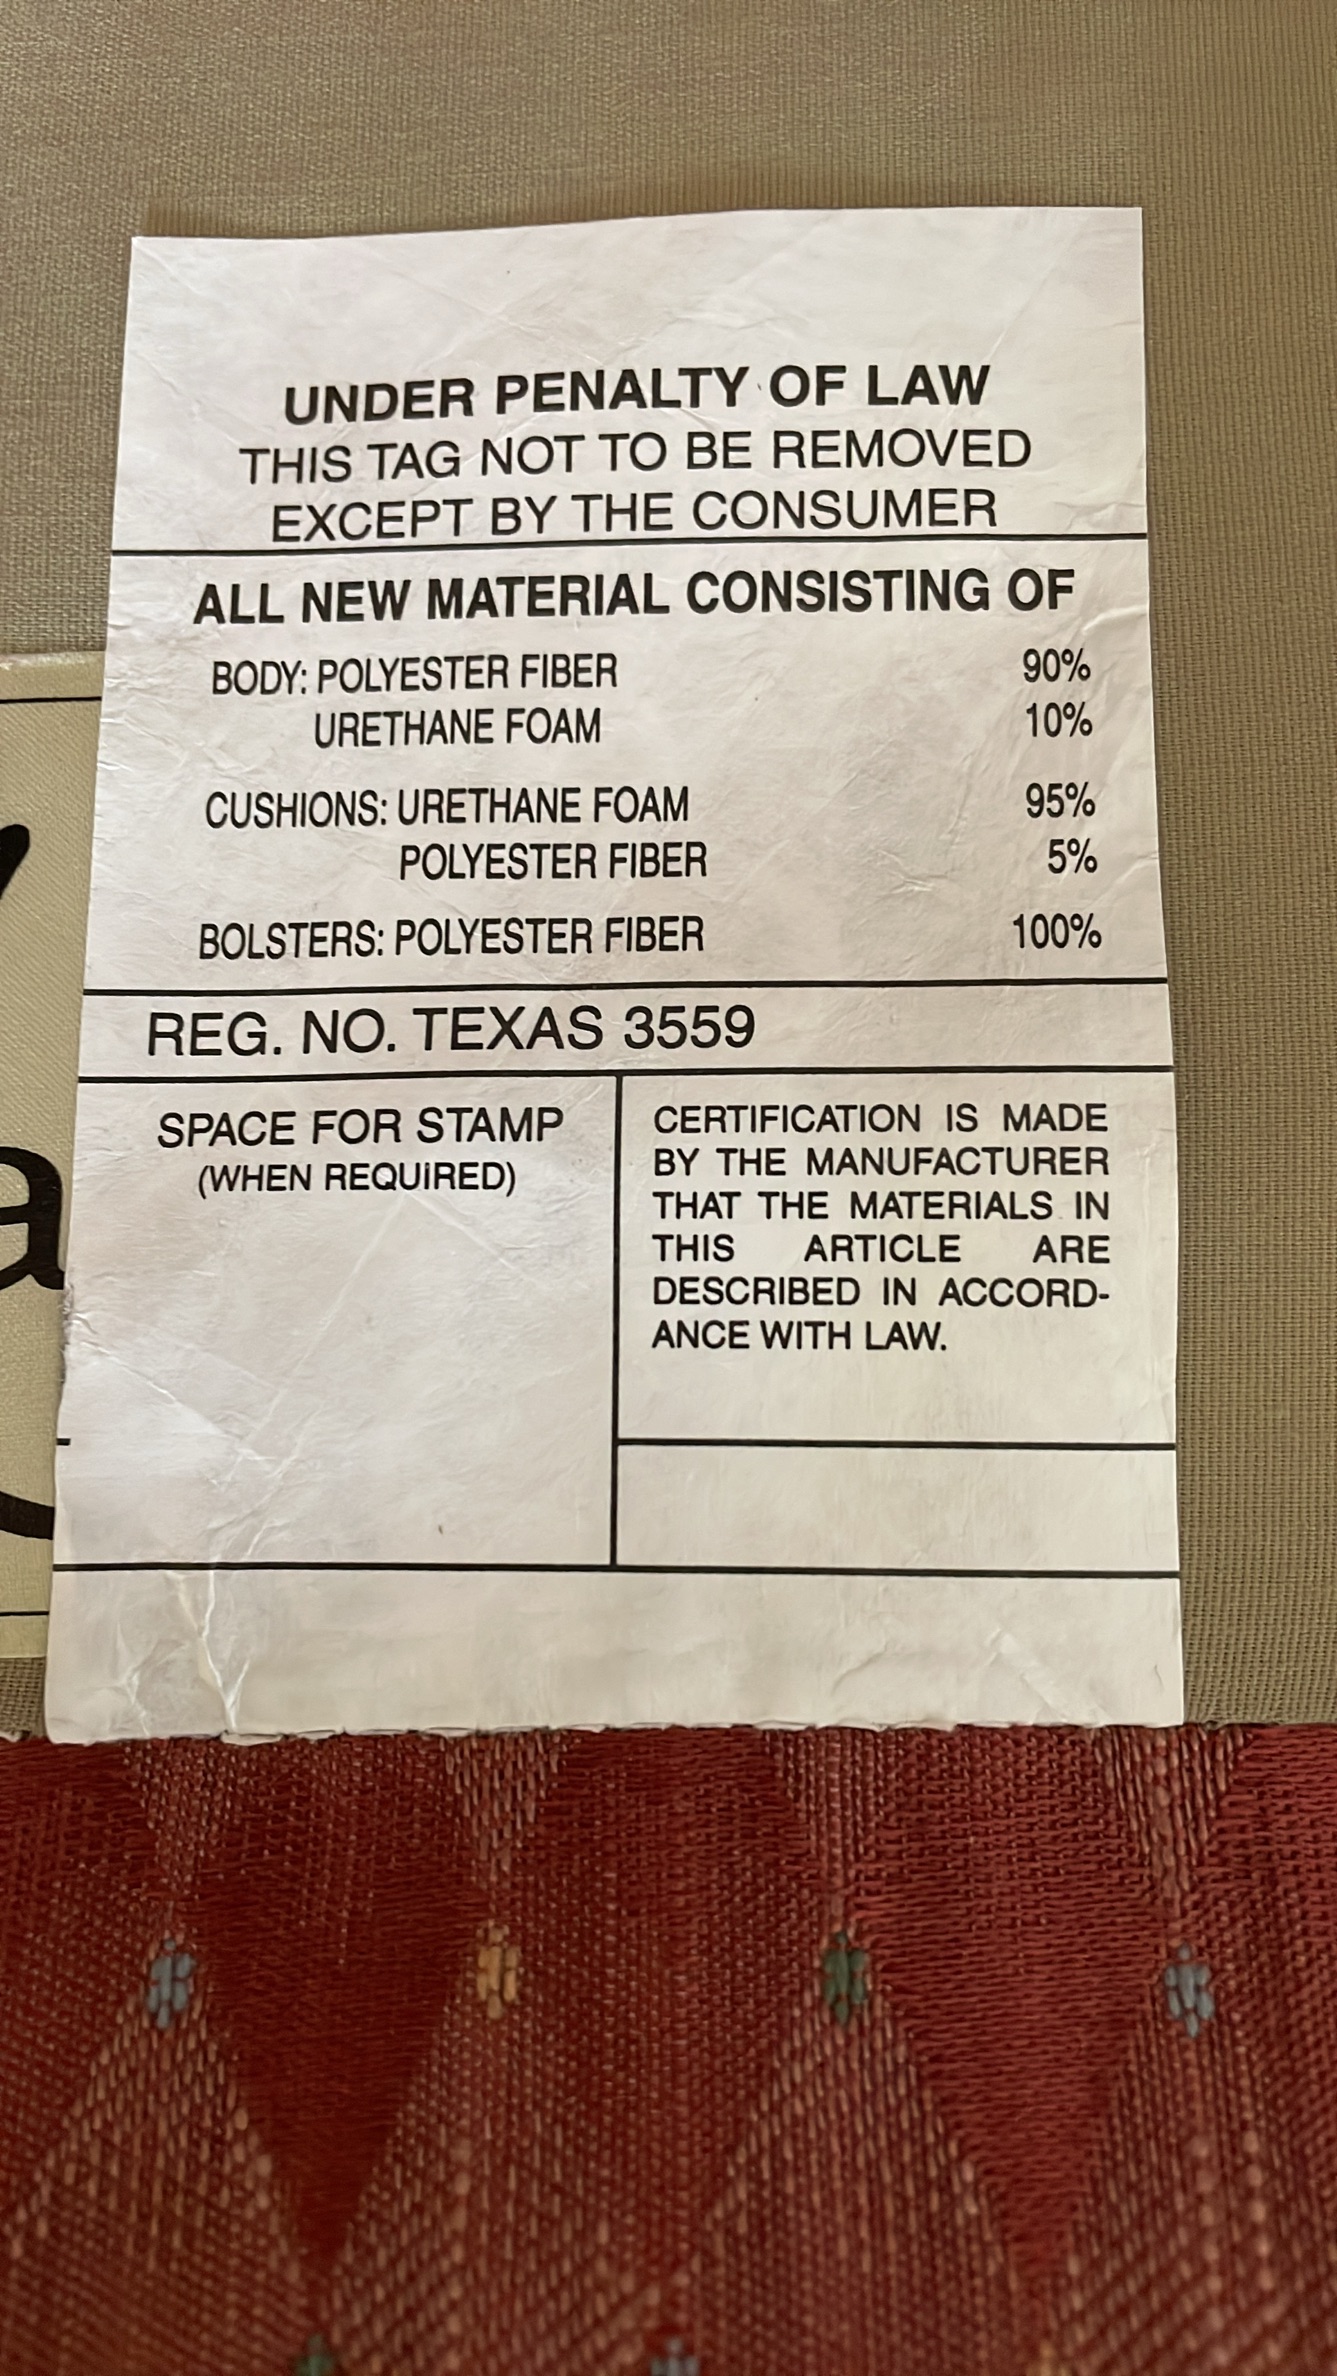 UNDER PENALTY OF LAW
THIS TAG NOT TO BE REMOVED
EXCEPT BY THE CONSUMER
ALL NEW MATERIAL CONSISTING OF
BODY: POLYESTER FIBER 90%
URETHANE FOAM 10%
CUSHIONS: URETHANE FOAM 95%
POLYESTER FIBER 5%
BOLSTERS: POLYESTER FIBER 100%
REG. NO. TEXAS 3559
SPACE FOR STAMP
(WHEN REQUIRED)
CERTIFICATION IS MADE
BY THE MANUFACTURER
THAT THE MATERIALS IN
THIS ARTICLE ARE
DESCRIBED IN ACCORD-
ANCE WITH LAW.